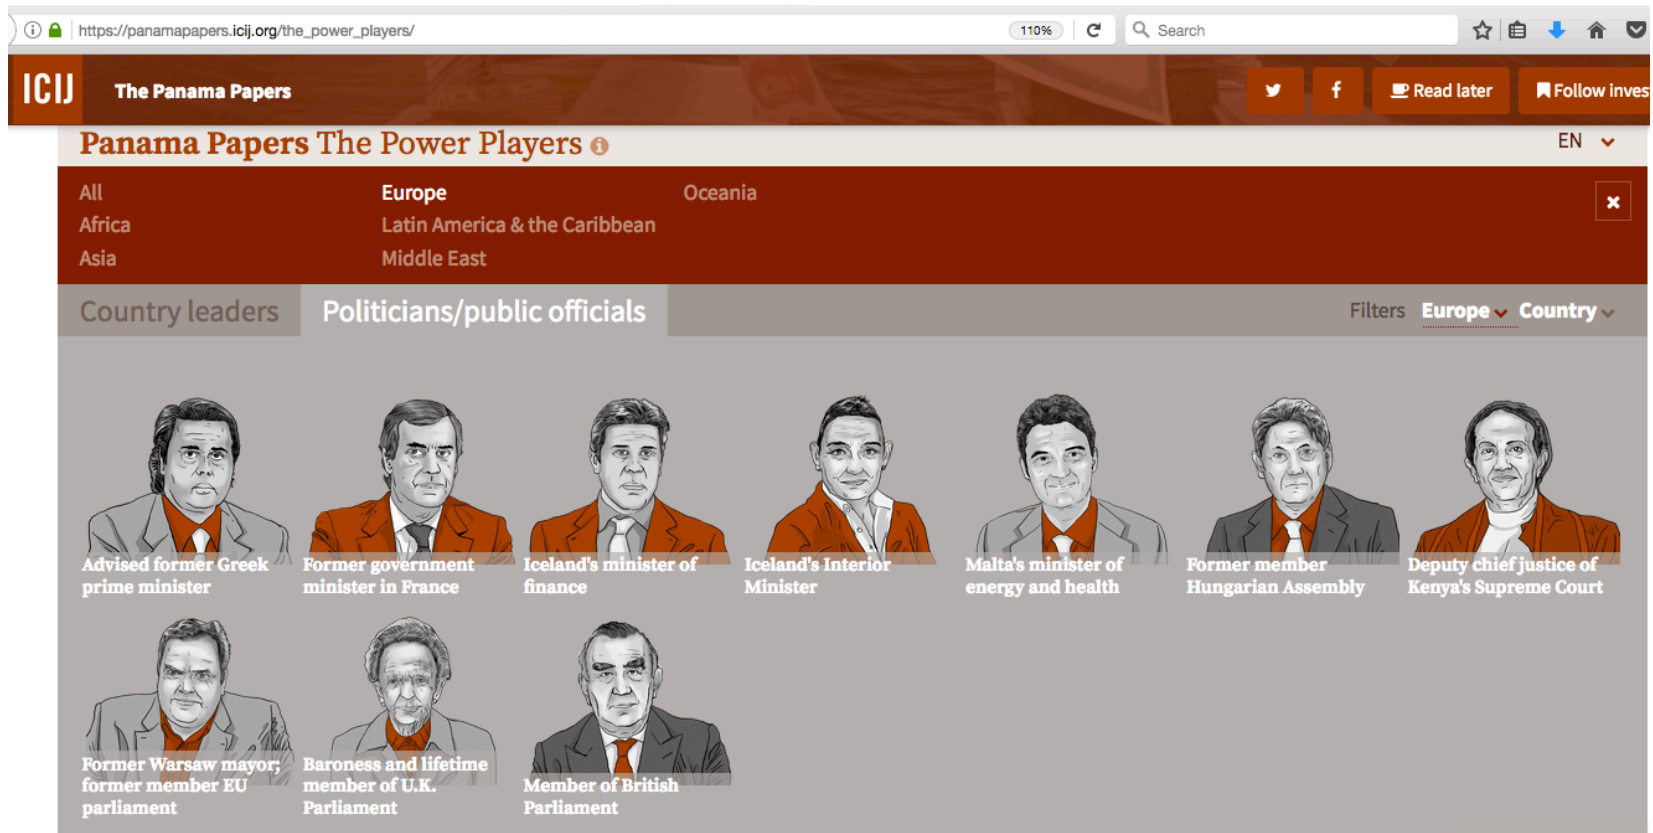 https://panamapapers.icij.org/the_power_players/
110%
Search
ICIJ
The Panama Papers
Read later
Follow inves
Panama Papers The Power Players
EN
All
Europe
Oceania
Africa
Latin America & the Caribbean
Asia
Middle East
Country leaders
Politicians/public officials
Filters
Europe
Country
Advised former Greek
prime minister
Former government
minister in France
Iceland's minister of
finance
Iceland's Interior
Minister
Malta's minister of
energy and health
Former member
Hungarian Assembly
Deputy chief justice of
Kenya's Supreme Court
Former Warsaw mayor;
former member EU
parliament
Baroness and lifetime
member of U.K.
Parliament
Member of British
Parliament